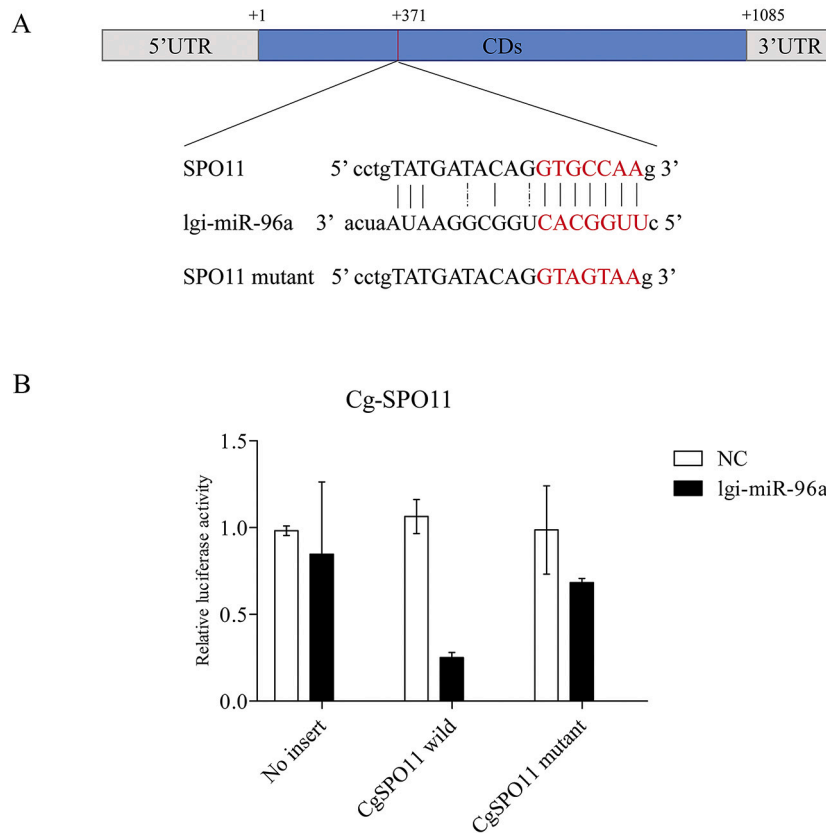 A
+1 +371 +1085
5’UTR CDs 3’UTR
SPO11 5’ cctgTATGATACAGGTGCCAAg 3’
lgi-miR-96a 3’ acuaAUAAGGCGGUCACGGUUc 5’
SPO11 mutant 5’ cctgTATGATACAGGTAGTAAg 3’
B
Cg-SPO11
NC
lgi-miR-96a
Relative luciferase activity
1.5
1.0
0.5
0.0
No insert
CgSPO11 wild
CgSPO11 mutant